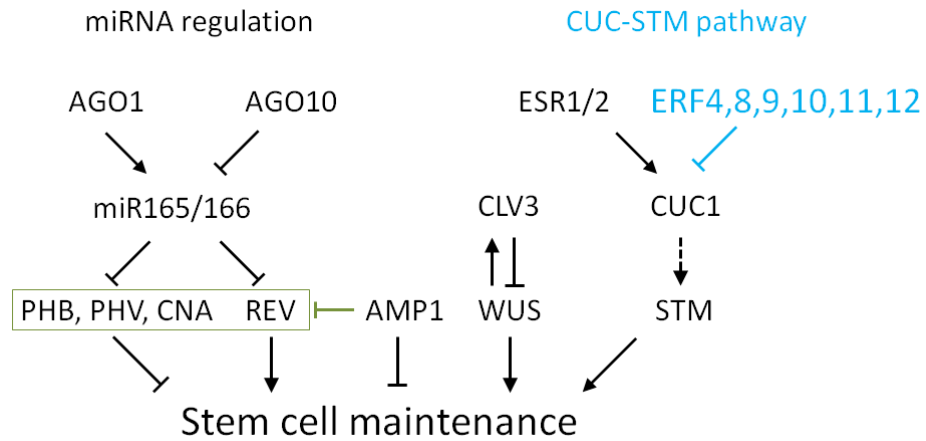 miRNA regulation
CUC-STM pathway
AGO1
AGO10
ESR1/2
ERF4,8,9,10,11,12
miR165/166
CLV3
CUC1
PHB, PHV, CNA
REV
AMP1
WUS
STM
Stem cell maintenance